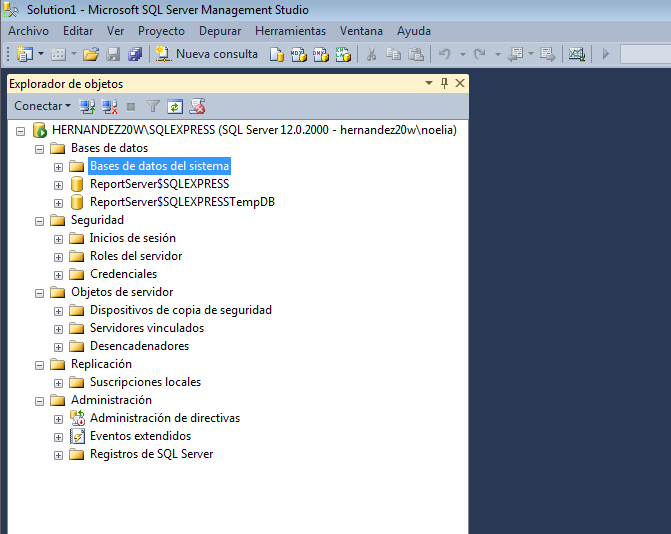 Solution1 - Microsoft SQL Server Management Studio
Archivo Editar Ver Proyecto Depurar Herramientas Ventana Ayuda
Nueva consulta
Explorador de objetos
Conectar
HERNANDEZ20W\SQLEXPRESS (SQL Server 12.0.2000 - hernandez20w\noelia)
Bases de datos
Bases de datos del sistema
ReportServer$SQLEXPRESS
ReportServer$SQLEXPRESSTempDB
Seguridad
Inicios de sesión
Roles del servidor
Credenciales
Objetos de servidor
Dispositivos de copia de seguridad
Servidores vinculados
Desencadenadores
Replicación
Suscripciones locales
Administración
Administración de directivas
Eventos extendidos
Registros de SQL Server